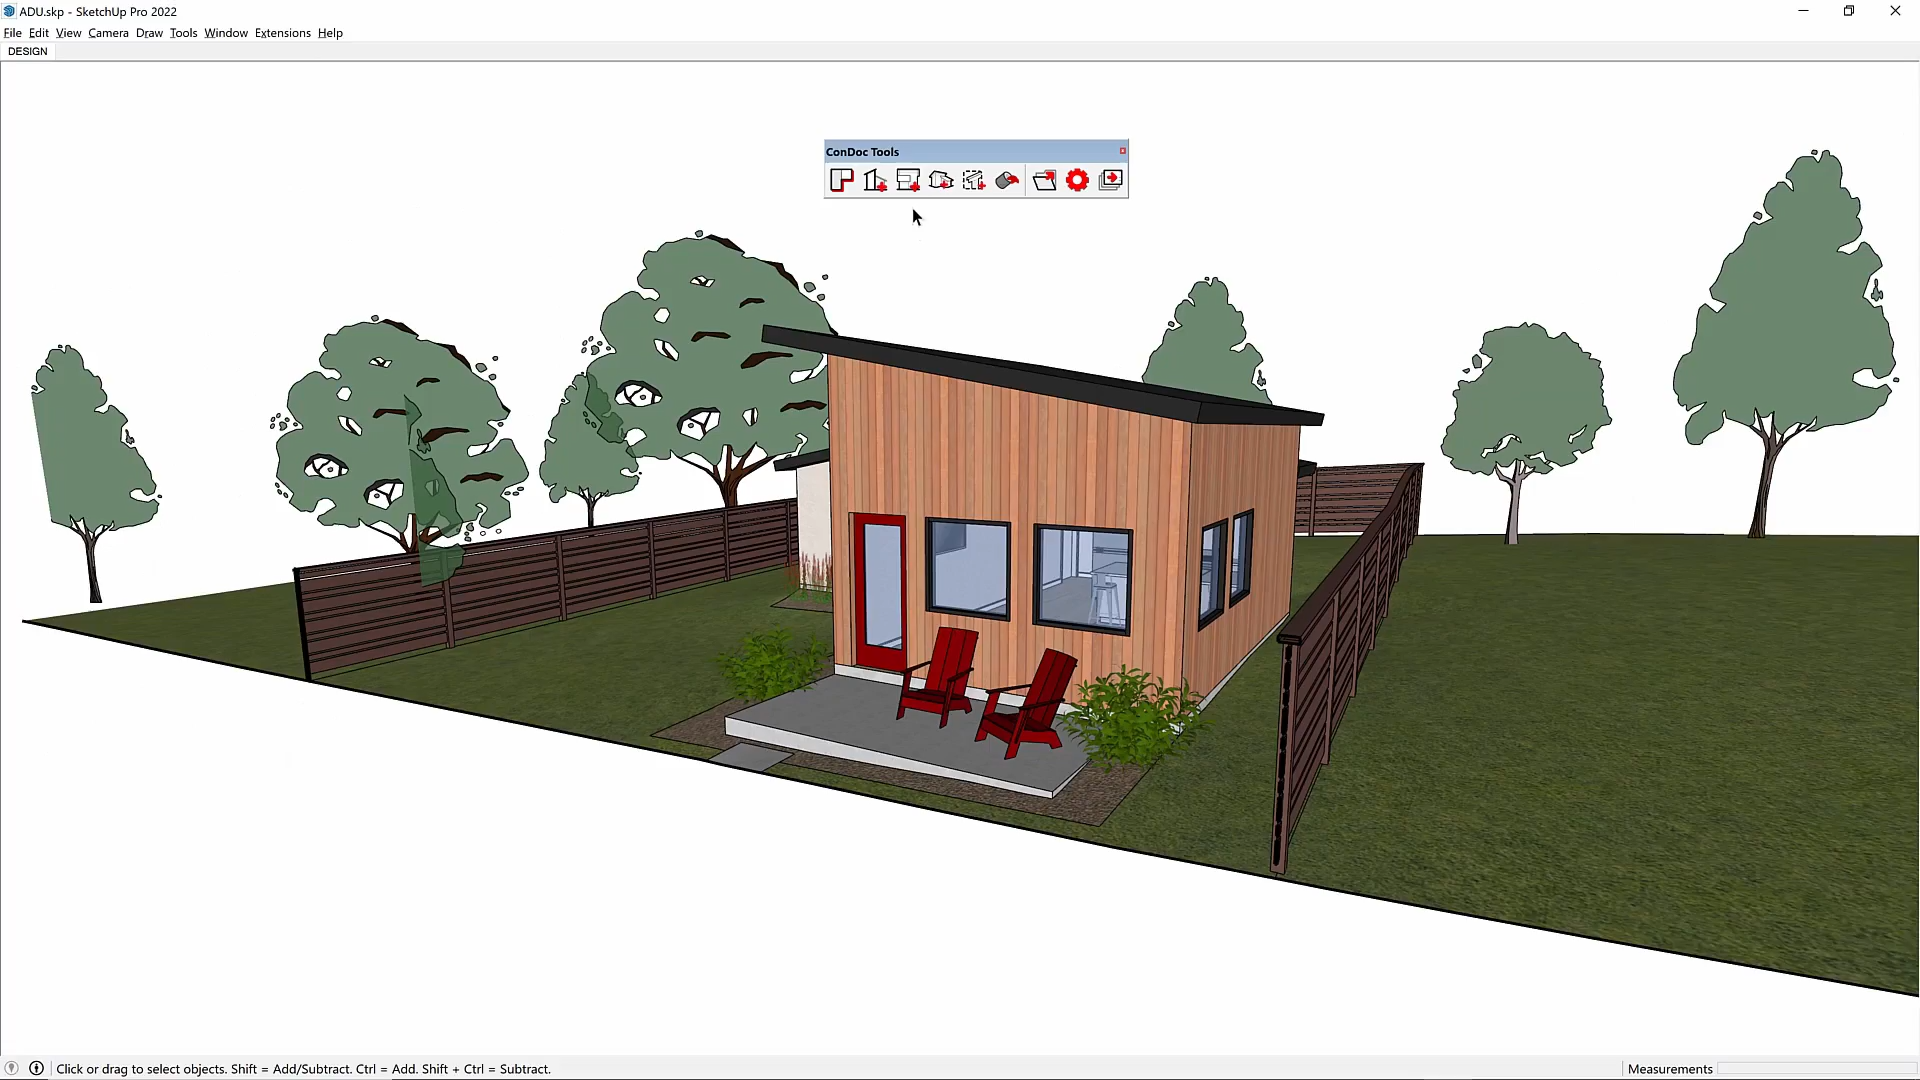 ADU.skp - SketchUp Pro 2022
File Edit View Camera Draw Tools Window Extensions Help
DESIGN
ConDoc Tools
Click or drag to select objects. Shift = Add/Subtract. Ctrl = Add. Shift + Ctrl = Subtract.
Measurements